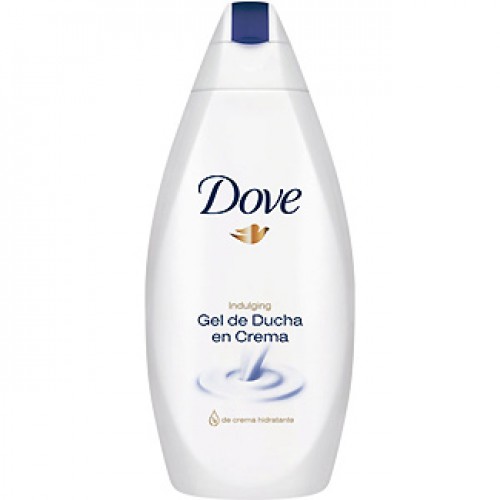 Dove
Indulging
Gel de Ducha
en Crema
de crema hidratante